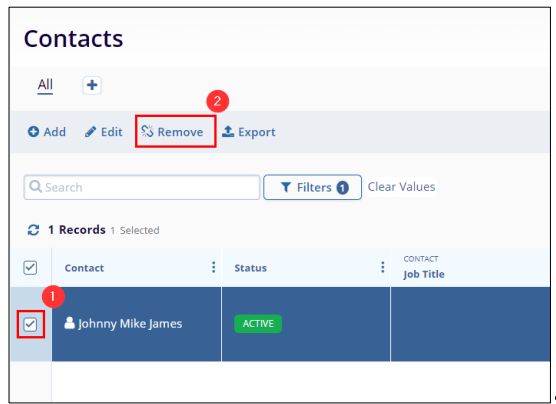 Contacts
All
2
Add Edit Remove Export
Search Filters 1 Clear Values
1 Records 1 Selected
Contact Status CONTACT
Job Title
1
Johnny Mike James ACTIVE